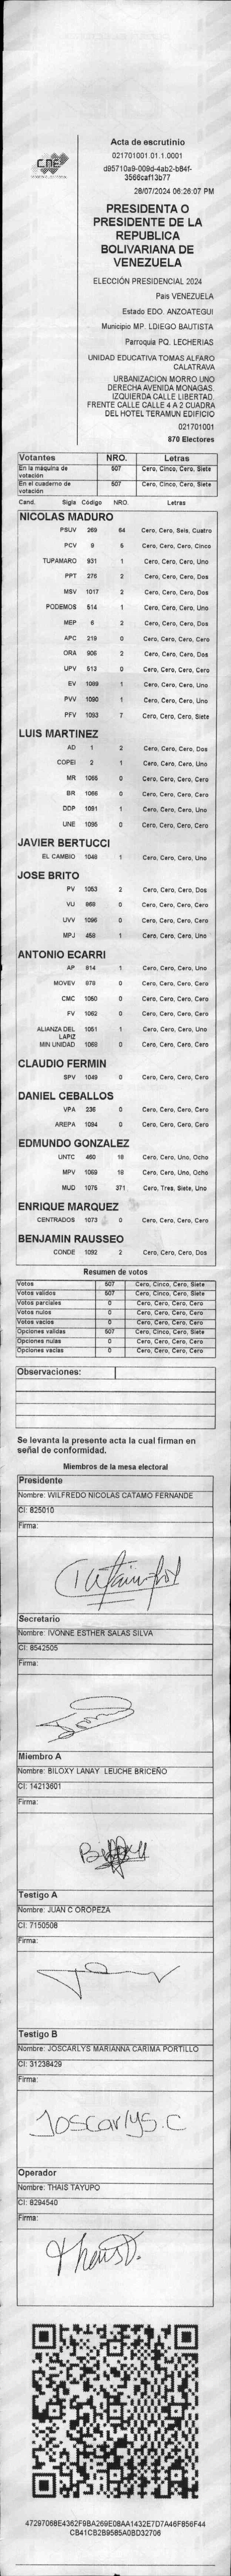 Acta de escrutinio
021701001.01.1.0001
d95710a9-009d-4ab2-b84f-
3566caf13b77
28/07/2024 06:26:07 PM
CNE
PRESIDENTA O
PRESIDENTE DE LA
REPUBLICA
BOLIVARIANA DE
VENEZUELA
ELECCIÓN PRESIDENCIAL 2024
Pais VENEZUELA
Estado EDO. ANZOATEGUI
Municipio MP. LDIEGO BAUTISTA
Parroquia PQ. LECHERIAS
UNIDAD EDUCATIVA TOMAS ALFARO
CALATRAVA
URBANIZACION MORRO UNO
DERECHA AVENIDA MONAGAS.
IZQUIERDA CALLE LIBERTAD.
FRENTE CALLE CALLE 4 A 2 CUADRA
DEL HOTEL TERAMUN EDIFICIO
021701001
870 Electores
Votantes NRO. Letras
En la máquina de votación 507 Cero, Cinco, Cero, Siete
En el cuaderno de votación 507 Cero, Cinco, Cero, Siete
Cand. Sigla Código NRO. Letras
NICOLAS MADURO
PSUV 269 64 Cero, Cero, Seis, Cuatro
PCV 9 5 Cero, Cero, Cero, Cinco
TUPAMARO 931 1 Cero, Cero, Cero, Uno
PPT 276 2 Cero, Cero, Cero, Dos
MSV 1017 2 Cero, Cero, Cero, Dos
PODEMOS 514 1 Cero, Cero, Cero, Uno
MEP 6 2 Cero, Cero, Cero, Dos
APC 219 0 Cero, Cero, Cero, Cero
ORA 906 2 Cero, Cero, Cero, Dos
UPV 513 0 Cero, Cero, Cero, Cero
EV 1089 1 Cero, Cero, Cero, Uno
PVV 1090 1 Cero, Cero, Cero, Uno
PFV 1093 7 Cero, Cero, Cero, Siete
LUIS MARTINEZ
AD 1 2 Cero, Cero, Cero, Dos
COPEI 2 1 Cero, Cero, Cero, Uno
MR 1065 0 Cero, Cero, Cero, Cero
BR 1066 0 Cero, Cero, Cero, Cero
DDP 1091 1 Cero, Cero, Cero, Uno
UNE 1095 0 Cero, Cero, Cero, Cero
JAVIER BERTUCCI
EL CAMBIO 1046 1 Cero, Cero, Cero, Uno
JOSE BRITO
PV 1053 2 Cero, Cero, Cero, Dos
VU 869 0 Cero, Cero, Cero, Cero
UVV 1096 0 Cero, Cero, Cero, Cero
MPJ 458 1 Cero, Cero, Cero, Uno
ANTONIO ECARRI
AP 814 1 Cero, Cero, Cero, Uno
MOVEV 978 0 Cero, Cero, Cero, Cero
CMC 1050 0 Cero, Cero, Cero, Cero
FV 1062 0 Cero, Cero, Cero, Cero
ALIANZA DEL LAPIZ 1051 1 Cero, Cero, Cero, Uno
MIN UNIDAD 1068 0 Cero, Cero, Cero, Cero
CLAUDIO FERMIN
SPV 1049 0 Cero, Cero, Cero, Cero
DANIEL CEBALLOS
VPA 236 0 Cero, Cero, Cero, Cero
AREPA 1094 0 Cero, Cero, Cero, Cero
EDMUNDO GONZALEZ
UNTC 460 18 Cero, Cero, Uno, Ocho
MPV 1069 18 Cero, Cero, Uno, Ocho
MUD 1075 371 Cero, Tres, Siete, Uno
ENRIQUE MARQUEZ
CENTRADOS 1073 0 Cero, Cero, Cero, Cero
BENJAMIN RAUSSEO
CONDE 1092 2 Cero, Cero, Cero, Dos
Resumen de votos
Votos 507 Cero, Cinco, Cero, Siete
Votos validos 507 Cero, Cinco, Cero, Siete
Votos parciales 0 Cero, Cero, Cero, Cero
Votos nulos 0 Cero, Cero, Cero, Cero
Votos vacios 0 Cero, Cero, Cero, Cero
Opciones validas 507 Cero, Cinco, Cero, Siete
Opciones nulas 0 Cero, Cero, Cero, Cero
Opciones vacias 0 Cero, Cero, Cero, Cero
Observaciones:
Se levanta la presente acta la cual firman en
señal de conformidad.
Miembros de la mesa electoral
Presidente
Nombre: WILFREDO NICOLAS CATAMO FERNANDE
CI: 825010
Firma:
Secretario
Nombre: IVONNE ESTHER SALAS SILVA
CI: 8542505
Firma:
Miembro A
Nombre: BILOXY LANAY LEUCHE BRICEÑO
CI: 14213601
Firma:
Testigo A
Nombre: JUAN C OROPEZA
CI: 7150508
Firma:
Testigo B
Nombre: JOSCARLYS MARIANNA CARIMA PORTILLO
CI: 31238429
Firma:
Joscarlys.C
Operador
Nombre: THAIS TAYUPO
CI: 8294540
Firma:
47297068E4362F9BA269E08AA1432E7D7A46F856F44
CB41CB2B9585A0BD32706